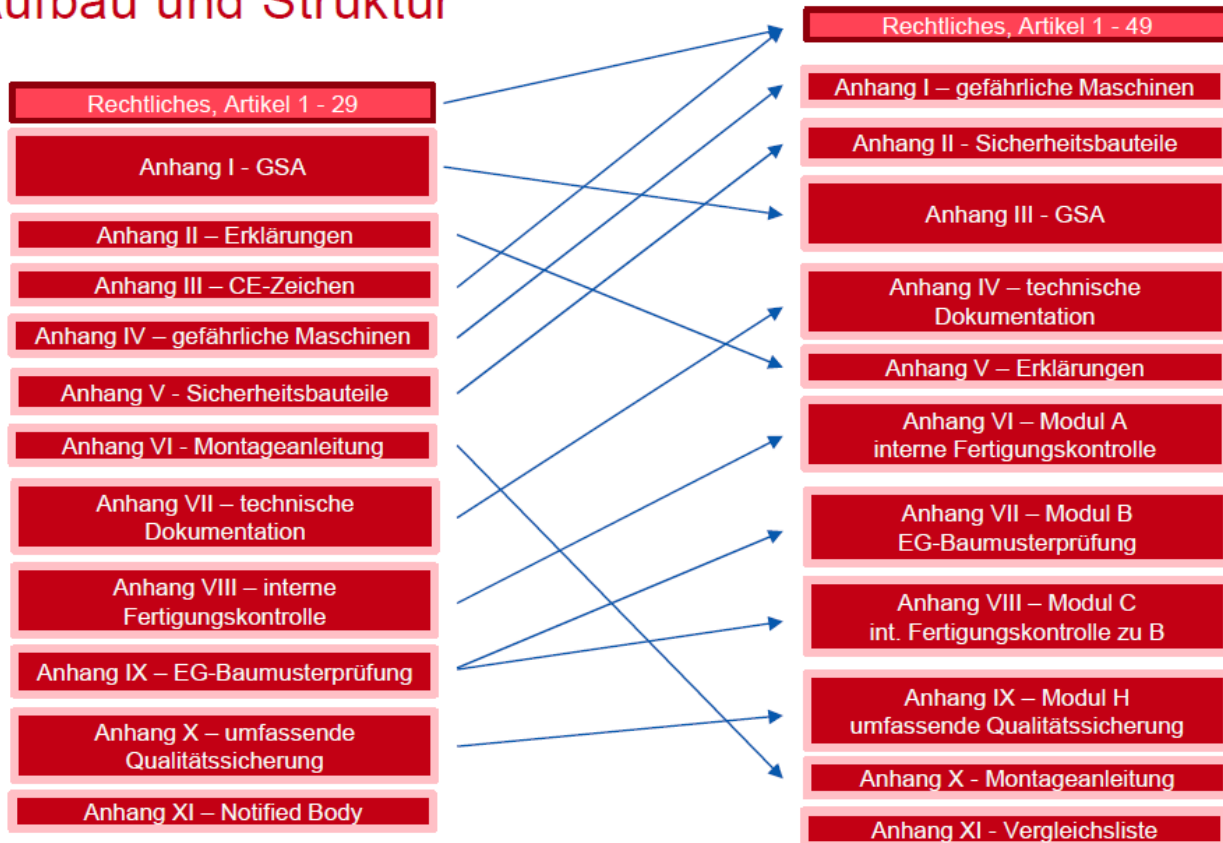 Aufbau und Struktur
Rechtliches, Artikel 1 - 29
Anhang I - GSA
Anhang II – Erklärungen
Anhang III – CE-Zeichen
Anhang IV – gefährliche Maschinen
Anhang V - Sicherheitsbauteile
Anhang VI - Montageanleitung
Anhang VII – technische
Dokumentation
Anhang VIII – interne
Fertigungskontrolle
Anhang IX – EG-Baumusterprüfung
Anhang X – umfassende
Qualitätssicherung
Anhang XI – Notified Body
Rechtliches, Artikel 1 - 49
Anhang I – gefährliche Maschinen
Anhang II - Sicherheitsbauteile
Anhang III - GSA
Anhang IV – technische
Dokumentation
Anhang V – Erklärungen
Anhang VI – Modul A
interne Fertigungskontrolle
Anhang VII – Modul B
EG-Baumusterprüfung
Anhang VIII – Modul C
int. Fertigungskontrolle zu B
Anhang IX – Modul H
umfassende Qualitätssicherung
Anhang X - Montageanleitung
Anhang XI - Vergleichsliste